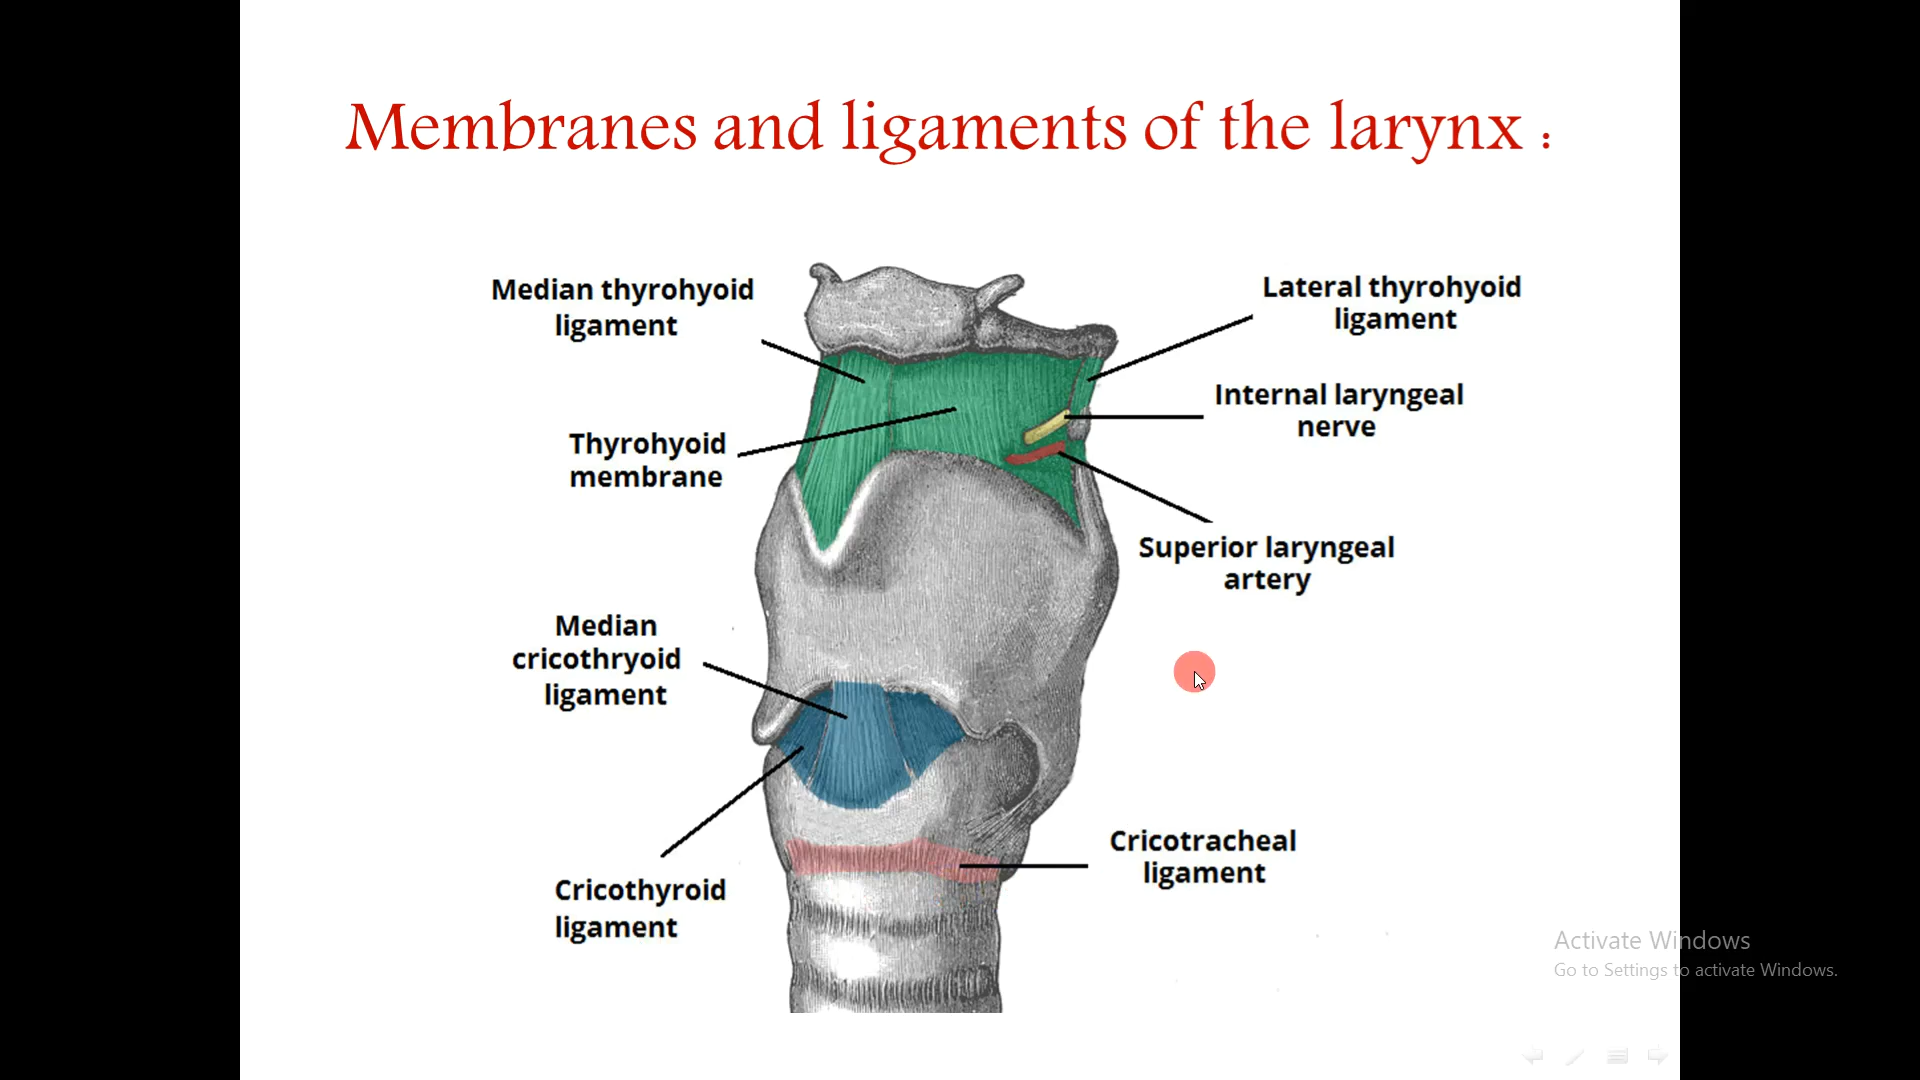 Membranes and ligaments of the larynx :
Median thyrohyoid
ligament
Lateral thyrohyoid
ligament
Internal laryngeal
nerve
Thyrohyoid
membrane
Superior laryngeal
artery
Median
cricothryoid
ligament
Cricotracheal
ligament
Cricothyroid
ligament
Activate Windows
Go to Settings to activate Windows.